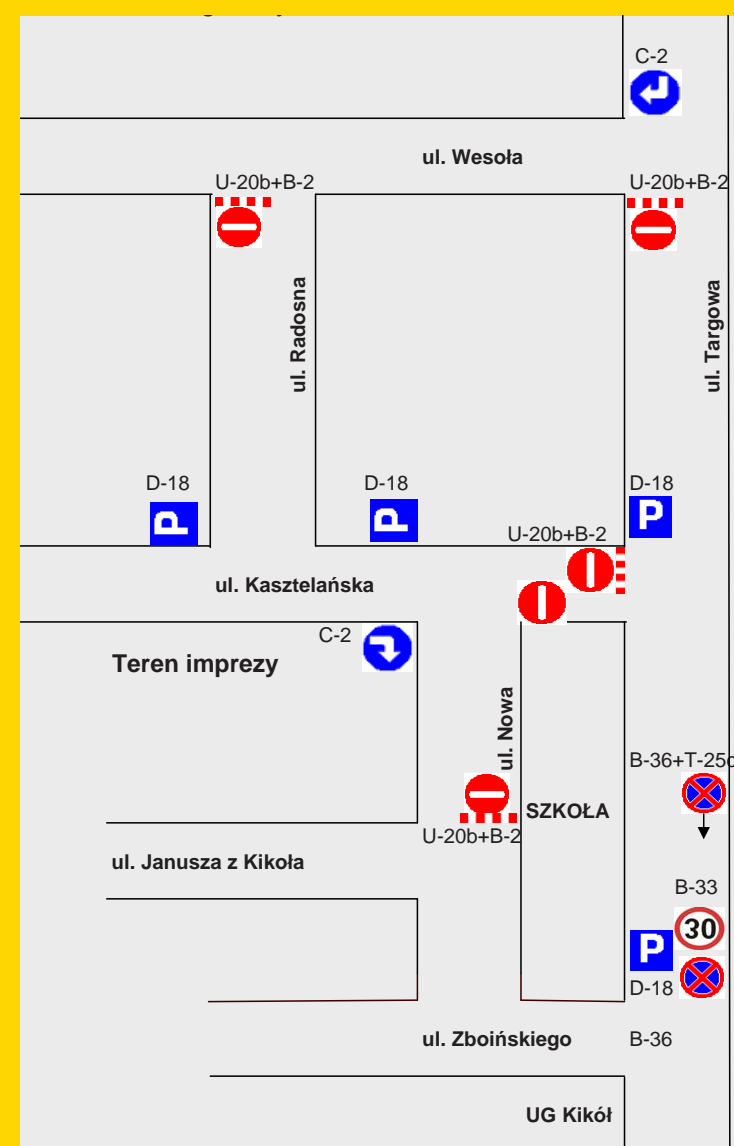 C-2
ul. Wesoła
U-20b+B-2
U-20b+B-2
ul. Radosna
ul. Targowa
D-18
P
D-18
P
D-18
P
U-20b+B-2
ul. Kasztelańska
C-2
Teren imprezy
ul. Nowa
B-36+T-25c
SZKOŁA
U-20b+B-2
ul. Janusza z Kikoła
B-33
30
P
D-18
ul. Zboińskiego
B-36
UG Kikół